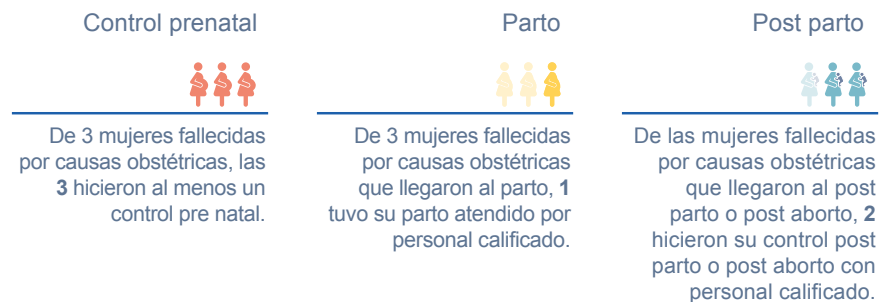 Control prenatal
De 3 mujeres fallecidas
por causas obstétricas, las
3 hicieron al menos un
control pre natal.
Parto
De 3 mujeres fallecidas
por causas obstétricas
que llegaron al parto, 1
tuvo su parto atendido por
personal calificado.
Post parto
De las mujeres fallecidas
por causas obstétricas
que llegaron al post
parto o post aborto, 2
hicieron su control post
parto o post aborto con
personal calificado.